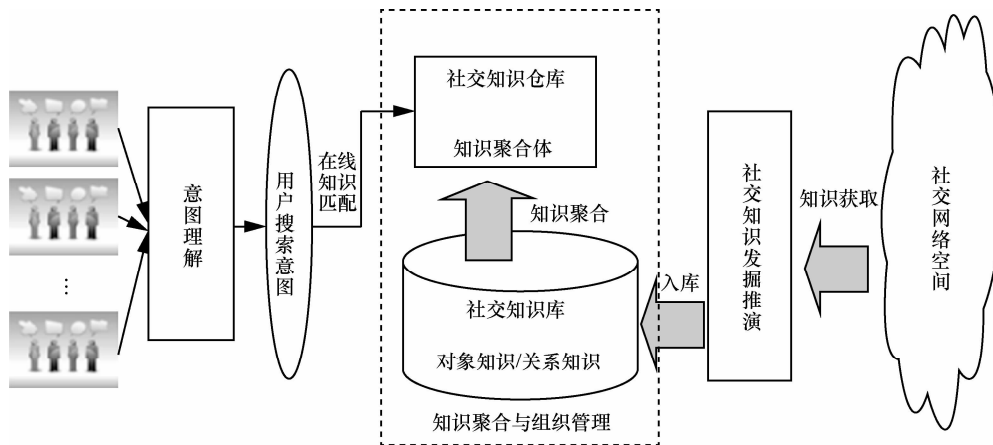 意图理解
用户搜索意图
在线
知识
匹配
社交知识仓库
知识聚合体
知识聚合
社交知识库
对象知识/关系知识
知识聚合与组织管理
入库
社交知识发掘推演
知识获取
社交网络空间
…